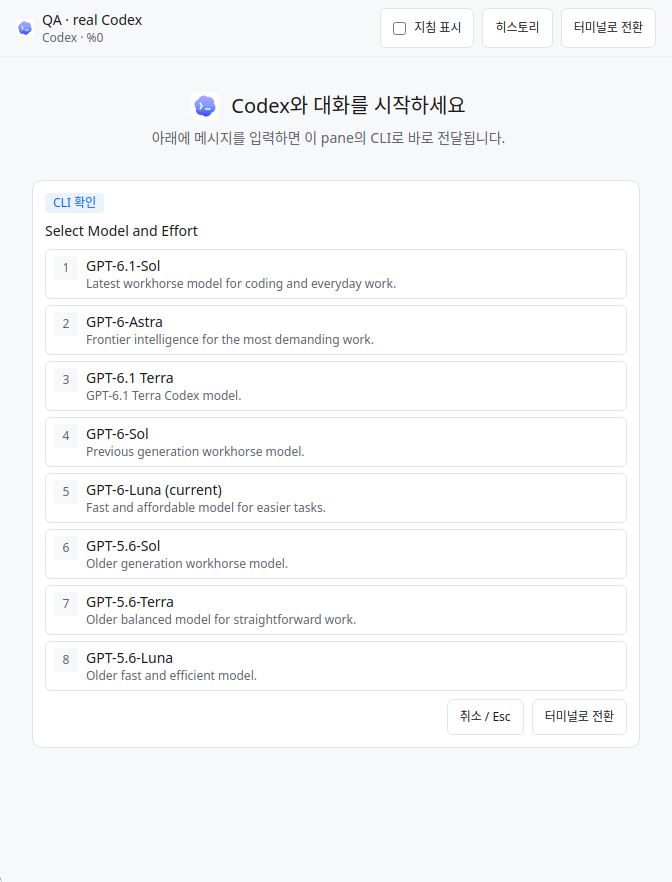 QA · real Codex
Codex · %0
지침 표시
히스토리
터미널로 전환
Codex와 대화를 시작하세요
아래에 메시지를 입력하면 이 pane의 CLI로 바로 전달됩니다.
CLI 확인
Select Model and Effort
1
GPT-6.1-Sol
Latest workhorse model for coding and everyday work.
2
GPT-6-Astra
Frontier intelligence for the most demanding work.
3
GPT-6.1 Terra
GPT-6.1 Terra Codex model.
4
GPT-6-Sol
Previous generation workhorse model.
5
GPT-6-Luna (current)
Fast and affordable model for easier tasks.
6
GPT-5.6-Sol
Older generation workhorse model.
7
GPT-5.6-Terra
Older balanced model for straightforward work.
8
GPT-5.6-Luna
Older fast and efficient model.
취소 / Esc
터미널로 전환